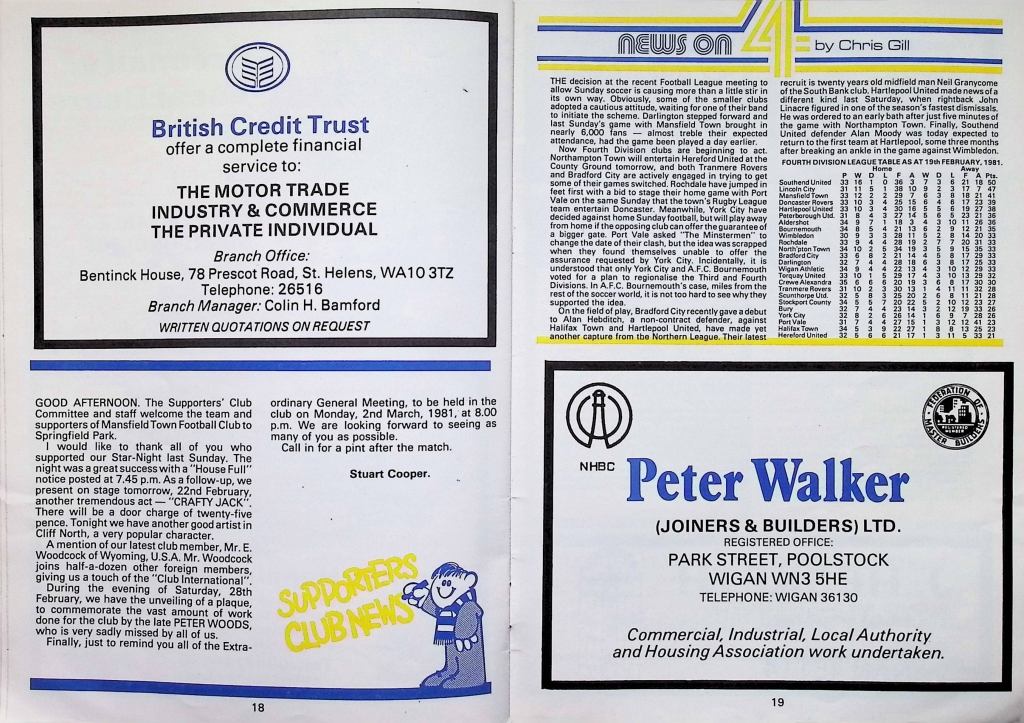 British Credit Trust
offer a complete financial
service to:
THE MOTOR TRADE
INDUSTRY & COMMERCE
THE PRIVATE INDIVIDUAL
Branch Office:
Bentinck House, 78 Prescot Road, St. Helens, WA10 3TZ
Telephone: 26516
Branch Manager: Colin H. Bamford
WRITTEN QUOTATIONS ON REQUEST
GOOD AFTERNOON. The Supporters' Club
Committee and staff welcome the team and
supporters of Mansfield Town Football Club to
Springfield Park.
I would like to thank all of you who
supported our Star-Night last Sunday. The
night was a great success with a "House Full"
notice posted at 7.45 p.m. As a follow-up, we
present on stage tomorrow, 22nd February,
another tremendous act — "CRAFTY JACK".
There will be a door charge of twenty-five
pence. Tonight we have another good artist in
Cliff North, a very popular character.
A mention of our latest club member, Mr. E.
Woodcock of Wyoming, U.S.A. Mr. Woodcock
joins half-a-dozen other foreign members,
giving us a touch of the "Club International".
During the evening of Saturday, 28th
February, we have the unveiling of a plaque,
to commemorate the vast amount of work
done for the club by the late PETER WOODS,
who is very sadly missed by all of us.
Finally, just to remind you all of the Extra-
ordinary General Meeting, to be held in the
club on Monday, 2nd March, 1981, at 8.00
p.m. We are looking forward to seeing as
many of you as possible.
Call in for a pint after the match.
Stuart Cooper.
SUPPORTERS
CLUB NEWS
18
NEWS ON 4 by Chris Gill
THE decision at the recent Football League meeting to
allow Sunday soccer is causing more than a little stir in
its own way. Obviously, some of the smaller clubs
adopted a cautious attitude, waiting for one of their band
to initiate the scheme. Darlington stepped forward and
last Sunday's game with Mansfield Town brought in
nearly 6,000 fans — almost treble their expected
attendance, had the game been played a day earlier.
Now Fourth Division clubs are beginning to act.
Northampton Town will entertain Hereford United at the
County Ground tomorrow, and both Tranmere Rovers
and Bradford City are actively engaged in trying to get
some of their games switched. Rochdale have jumped in
feet first with a bid to stage their home game with Port
Vale on the same Sunday that the town's Rugby League
team entertain Doncaster. Meanwhile, York City have
decided against home Sunday football, but will play away
from home if the opposing club can offer the guarantee of
a bigger gate. Port Vale asked "The Minstermen" to
change the date of their clash, but the idea was scrapped
when they found themselves unable to offer the
assurance requested by York City. Incidentally, it is
understood that only York City and A.F.C. Bournemouth
voted for a plan to regionalise the Third and Fourth
Divisions. In A.F.C. Bournemouth's case, miles from the
rest of the soccer world, it is not too hard to see why they
supported the idea.
On the field of play, Bradford City recently gave a debut
to Alan Hebditch, a non-contract defender, against
Halifax Town and Hartlepool United, have made yet
another capture from the Northern League. Their latest
recruit is twenty years old midfield man Neil Granycome
of the South Bank club. Hartlepool United made news of a
different kind last Saturday, when rightback John
Linacre figured in one of the season's fastest dismissals.
He was ordered to an early bath after just five minutes of
the game with Northampton Town. Finally, Southend
United defender Alan Moody was today expected to
return to the first team at Hartlepool, some three months
after breaking an ankle in the game against Wimbledon.
FOURTH DIVISION LEAGUE TABLE AS AT 19th FEBRUARY, 1981.
Home Away
P W D L F A W D L F A Pts.
Southend United
Lincoln City
Mansfield Town
Doncaster Rovers
Hartlepool United
Peterborough Utd.
Aldershot
Bournemouth
Wimbledon
Rochdale
North'pton Town
Bradford City
Darlington
Wigan Athletic
Torquay United
Crewe Alexandra
Tranmere Rovers
Scunthorpe Utd.
Stockport County
Bury
York City
Port Vale
Halifax Town
Hereford United
NHBC
FEDERATION OF
MASTER BUILDERS
REGISTERED
MEMBER
Peter Walker
(JOINERS & BUILDERS) LTD.
REGISTERED OFFICE:
PARK STREET, POOLSTOCK
WIGAN WN3 5HE
TELEPHONE: WIGAN 36130
Commercial, Industrial, Local Authority
and Housing Association work undertaken.
19